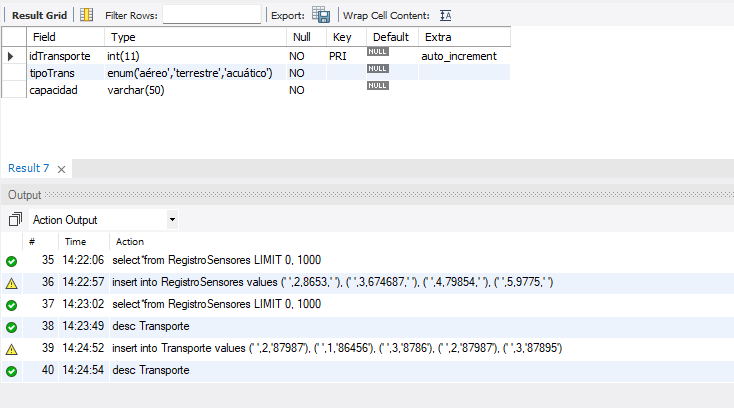 Result Grid Filter Rows: Export: Wrap Cell Content: IA
Field Type Null Key Default Extra
idTransporte int(11) NO PRI NULL auto_increment
tipoTrans enum('aéreo','terrestre','acuático') NO NULL
capacidad varchar(50) NO NULL
Result 7 ×
Output
Action Output
# Time Action
35 14:22:06 select*from RegistroSensores LIMIT 0, 1000
36 14:22:57 insert into RegistroSensores values (' ',2,8653,' '), (' ',3,674687,' '), (' ',4,79854,' '), (' ',5,9775,' ')
37 14:23:02 select*from RegistroSensores LIMIT 0, 1000
38 14:23:49 desc Transporte
39 14:24:52 insert into Transporte values (' ',2,'87987'), (' ',1,'86456'), (' ',3,'8786'), (' ',2,'87987'), (' ',3,'87895')
40 14:24:54 desc Transporte